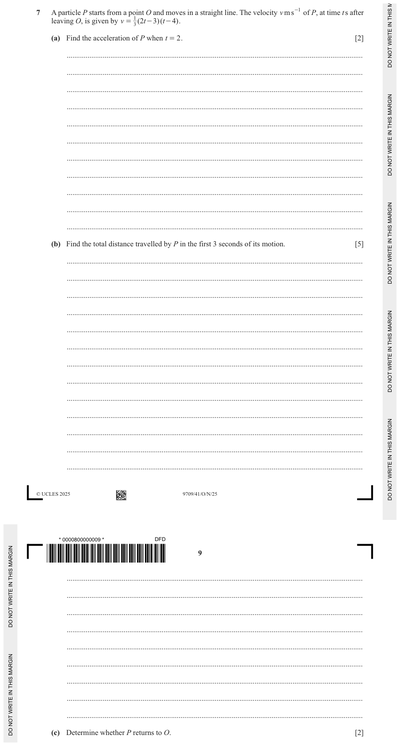 7 A particle P starts from a point O and moves in a straight line. The velocity v m s⁻¹ of P, at time t s after
leaving O, is given by v = (2t − 3)(t − 4).
(a) Find the acceleration of P when t = 2. [2]
(b) Find the total distance travelled by P in the first 3 seconds of its motion. [5]
© UCLES 2025
9709/41/O/N/25
DO NOT WRITE IN THIS MARGIN
DO NOT WRITE IN THIS MARGIN
DO NOT WRITE IN THIS MARGIN
DO NOT WRITE IN THIS MARGIN
DO NOT WRITE IN THIS MARGIN
* 0000800000009 *
DFD
9
(c) Determine whether P returns to O. [2]
DO NOT WRITE IN THIS MARGIN
DO NOT WRITE IN THIS MARGIN